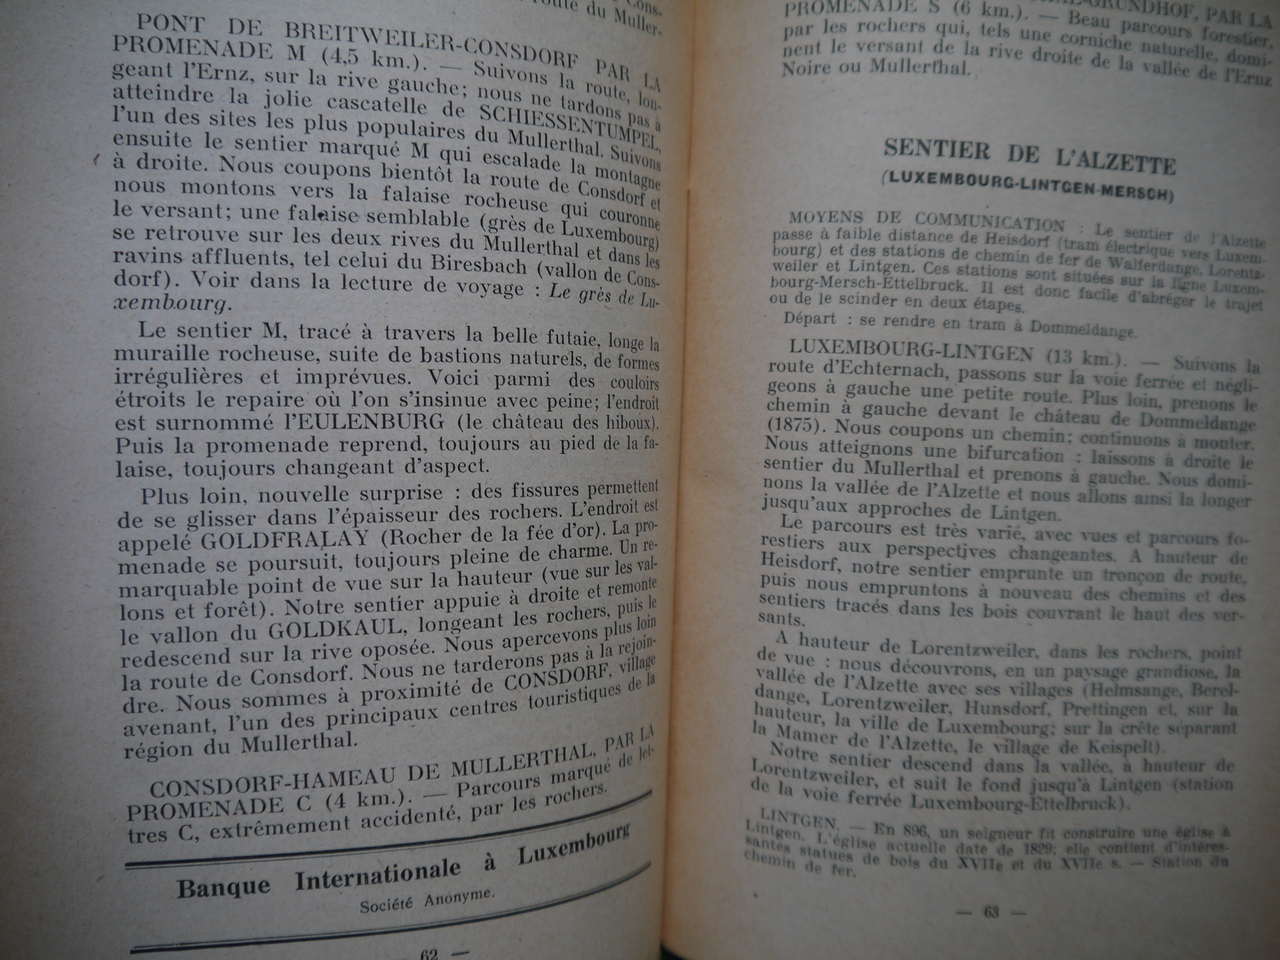 route du Muller-
PONT DE BREITWEILER-CONSDORF PAR LA
PROMENADE M (4,5 km.). — Suivons la route, lon-
geant l'Ernz, sur la rive gauche; nous ne tardons pas à
atteindre la jolie cascatelle de SCHIESSENTUMPEL,
l'un des sites les plus populaires du Mullerthal. Suivons
ensuite le sentier marqué M qui escalade la montagne
à droite. Nous coupons bientôt la route de Consdorf et
nous montons vers la falaise rocheuse qui couronne
le versant; une falaise semblable (grès de Luxembourg)
se retrouve sur les deux rives du Mullerthal et dans les
ravins affluents, tel celui du Biresbach (vallon de Cons-
dorf). Voir dans la lecture de voyage : Le grès de Lu-
xembourg.
Le sentier M, tracé à travers la belle futaie, longe la
muraille rocheuse, suite de bastions naturels, de formes
irrégulières et imprévues. Voici parmi des couloirs
étroits le repaire où l'on s'insinue avec peine; l'endroit
est surnommé l'EULENBURG (le château des hiboux).
Puis la promenade reprend, toujours au pied de la fa-
laise, toujours changeant d'aspect.
Plus loin, nouvelle surprise : des fissures permettent
de se glisser dans l'épaisseur des rochers. L'endroit est
appelé GOLDFRALAY (Rocher de la fée d'or). La pro-
menade se poursuit, toujours pleine de charme. Un re-
marquable point de vue sur la hauteur (vue sur les val-
lons et forêt). Notre sentier appuie à droite et remonte
le vallon du GOLDKAUL, longeant les rochers, puis le
redescend sur la rive oposée. Nous apercevons plus loin
la route de Consdorf. Nous ne tarderons pas à la rejoin-
dre. Nous sommes à proximité de CONSDORF, village
avenant, l'un des principaux centres touristiques de la
région du Mullerthal.
CONSDORF-HAMEAU DE MULLERTHAL, PAR LA
PROMENADE C (4 km.). — Parcours marqué de let-
tres C, extrêmement accidenté, par les rochers.
Banque Internationale à Luxembourg
Société Anonyme.
— 62 —
GRUNDHOF, PAR LA
PROMENADE S (6 km.). — Beau parcours forestier,
par les rochers qui, tels une corniche naturelle, domi-
nent le versant de la rive droite de la vallée de l'Ernz
Noire ou Mullerthal.
SENTIER DE L'ALZETTE
(LUXEMBOURG-LINTGEN-MERSCH)
MOYENS DE COMMUNICATION : Le sentier de l'Alzette
passe à faible distance de Heisdorf (tram électrique vers Luxem-
bourg) et des stations de chemin de fer de Walferdange, Lorentz-
weiler et Lintgen. Ces stations sont situées sur la ligne Luxem-
bourg-Mersch-Ettelbruck. Il est donc facile d'abréger le trajet
ou de le scinder en deux étapes.
Départ : se rendre en tram à Dommeldange.
LUXEMBOURG-LINTGEN (13 km.). — Suivons la
route d'Echternach, passons sur la voie ferrée et négli-
geons à gauche une petite route. Plus loin, prenons le
chemin à gauche devant le château de Dommeldange
(1875). Nous coupons un chemin; continuons à monter.
Nous atteignons une bifurcation : laissons à droite le
sentier du Mullerthal et prenons à gauche. Nous domi-
nons la vallée de l'Alzette et nous allons ainsi la longer
jusqu'aux approches de Lintgen.
Le parcours est très varié, avec vues et parcours fo-
restiers aux perspectives changeantes. A hauteur de
Heisdorf, notre sentier emprunte un tronçon de route,
puis nous empruntons à nouveau des chemins et des
sentiers tracés dans les bois couvrant le haut des ver-
sants.
A hauteur de Lorentzweiler, dans les rochers, point
de vue : nous découvrons, en un paysage grandiose, la
vallée de l'Alzette avec ses villages (Helmsange, Berel-
dange, Lorentzweiler, Hunsdorf, Prettingen et, sur la
hauteur, la ville de Luxembourg; sur la crête séparant
la Mamer de l'Alzette, le village de Keispelt).
Notre sentier descend dans la vallée, à hauteur de
Lorentzweiler, et suit le fond jusqu'à Lintgen (station
de la voie ferrée Luxembourg-Ettelbruck).
LINTGEN. — En 896, un seigneur fit construire une église à
Lintgen. L'église actuelle date de 1829; elle contient d'intéres-
santes statues de bois du XVIIe et du XVIIe s. — Station du
chemin de fer.
— 63 —